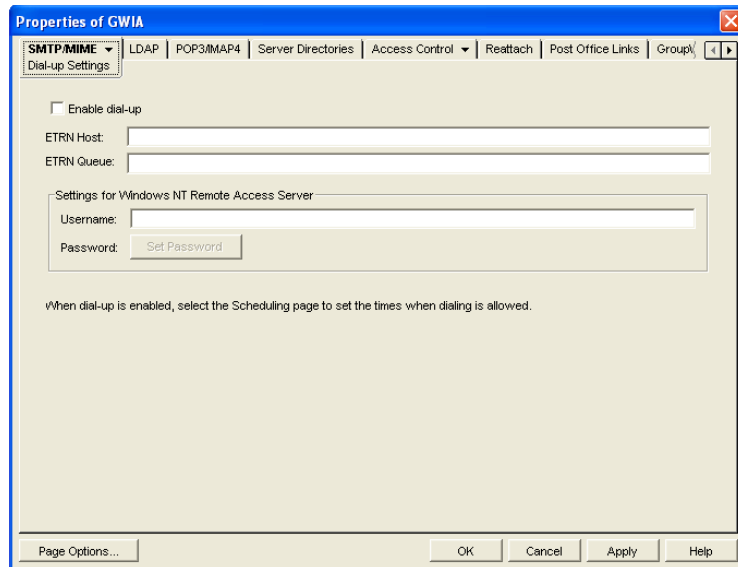 Properties of GWIA
SMTP/MIME LDAP POP3/IMAP4 Server Directories Access Control Reattach Post Office Links
Dial-up Settings
Enable dial-up
ETRN Host:
ETRN Queue:
Settings for Windows NT Remote Access Server
Username:
Password: Set Password
When dial-up is enabled, select the Scheduling page to set the times when dialing is allowed.
Page Options... OK Cancel Apply Help